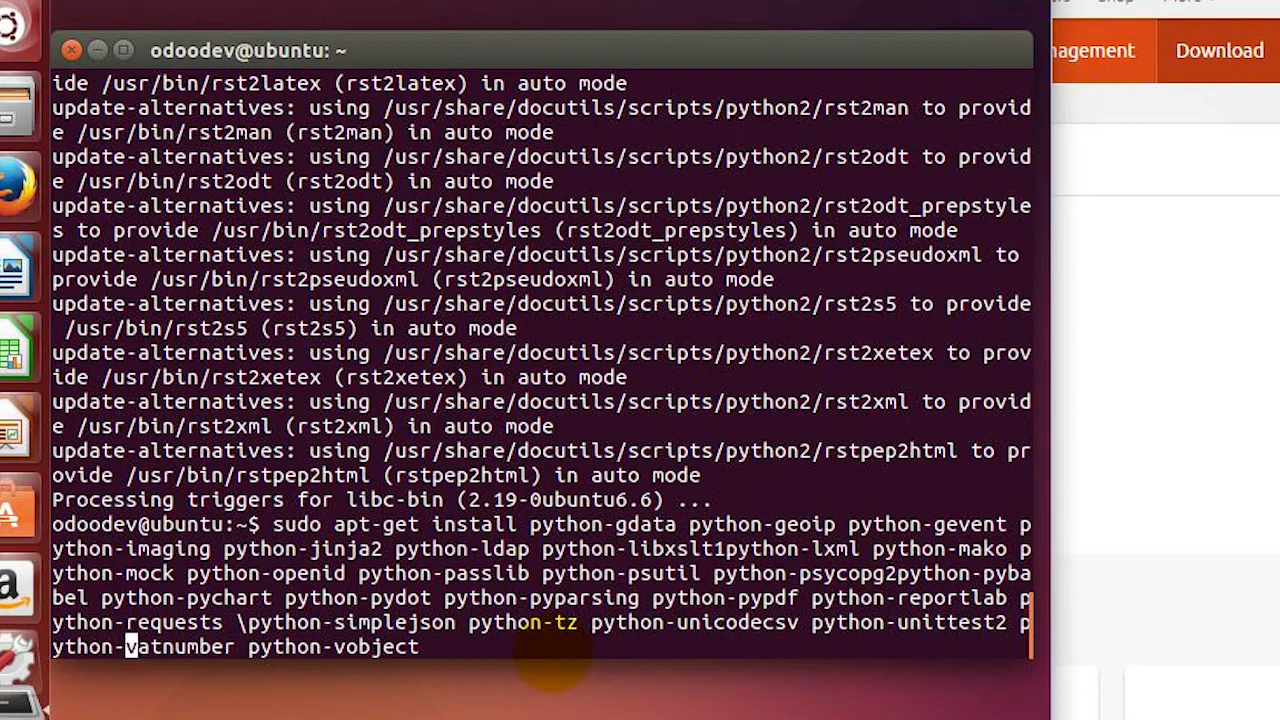 Shop More
odoodev@ubuntu: ~
nagement Download
ide /usr/bin/rst2latex (rst2latex) in auto mode
update-alternatives: using /usr/share/docutils/scripts/python2/rst2man to provid
e /usr/bin/rst2man (rst2man) in auto mode
update-alternatives: using /usr/share/docutils/scripts/python2/rst2odt to provid
e /usr/bin/rst2odt (rst2odt) in auto mode
update-alternatives: using /usr/share/docutils/scripts/python2/rst2odt_prepstyle
s to provide /usr/bin/rst2odt_prepstyles (rst2odt_prepstyles) in auto mode
update-alternatives: using /usr/share/docutils/scripts/python2/rst2pseudoxml to
provide /usr/bin/rst2pseudoxml (rst2pseudoxml) in auto mode
update-alternatives: using /usr/share/docutils/scripts/python2/rst2s5 to provide
 /usr/bin/rst2s5 (rst2s5) in auto mode
update-alternatives: using /usr/share/docutils/scripts/python2/rst2xetex to prov
ide /usr/bin/rst2xetex (rst2xetex) in auto mode
update-alternatives: using /usr/share/docutils/scripts/python2/rst2xml to provid
e /usr/bin/rst2xml (rst2xml) in auto mode
update-alternatives: using /usr/share/docutils/scripts/python2/rstpep2html to pr
ovide /usr/bin/rstpep2html (rstpep2html) in auto mode
Processing triggers for libc-bin (2.19-0ubuntu6.6) ...
odoodev@ubuntu:~$ sudo apt-get install python-gdata python-geoip python-gevent p
ython-imaging python-jinja2 python-ldap python-libxslt1python-lxml python-mako p
ython-mock python-openid python-passlib python-psutil python-psycopg2python-pyba
bel python-pychart python-pydot python-pyparsing python-pypdf python-reportlab p
ython-requests \python-simplejson python-tz python-unicodecsv python-unittest2 p
ython-vatnumber python-vobject